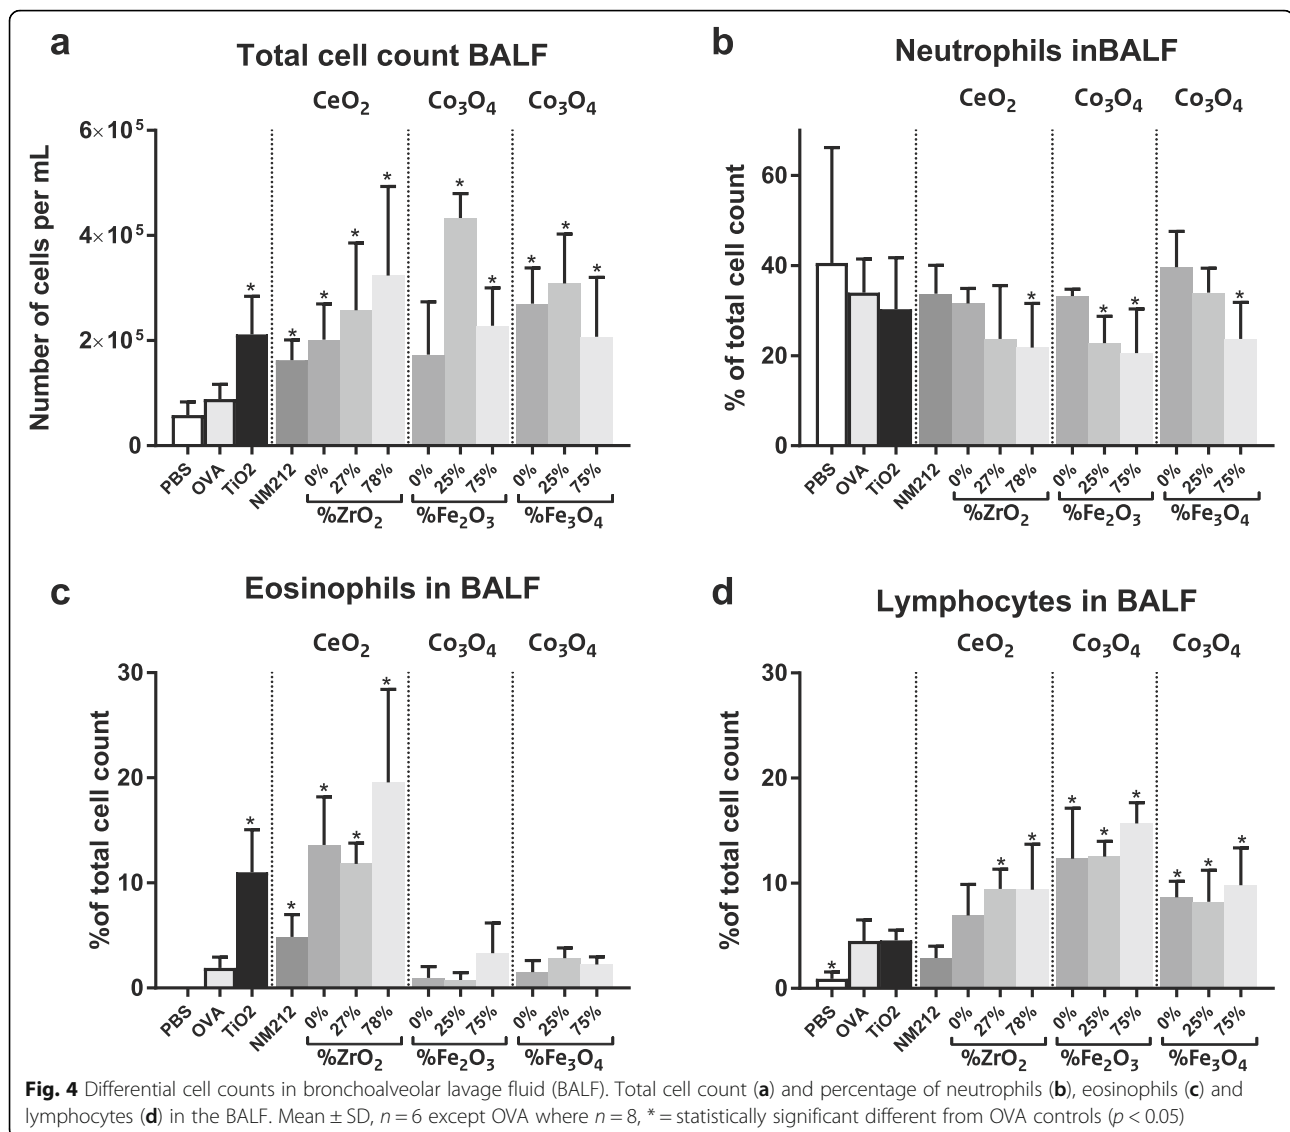 a
Total cell count BALF
CeO₂ Co₃O₄ Co₃O₄
Number of cells per mL
6×10⁵
4×10⁵
2×10⁵
0
* * * * * * * * * *
PBS OVA TiO2 NM212 0% 27% 78% 0% 25% 75% 0% 25% 75%
%ZrO₂ %Fe₂O₃ %Fe₃O₄
b
Neutrophils inBALF
CeO₂ Co₃O₄ Co₃O₄
% of total cell count
60
40
20
0
* * * *
PBS OVA TiO2 NM212 0% 27% 78% 0% 25% 75% 0% 25% 75%
%ZrO₂ %Fe₂O₃ %Fe₃O₄
c
Eosinophils in BALF
CeO₂ Co₃O₄ Co₃O₄
%of total cell count
30
20
10
0
* * * * *
PBS OVA TiO2 NM212 0% 27% 78% 0% 25% 75% 0% 25% 75%
%ZrO₂ %Fe₂O₃ %Fe₃O₄
d
Lymphocytes in BALF
CeO₂ Co₃O₄ Co₃O₄
%of total cell count
30
20
10
0
* * * * * * * * *
PBS OVA TiO2 NM212 0% 27% 78% 0% 25% 75% 0% 25% 75%
%ZrO₂ %Fe₂O₃ %Fe₃O₄
Fig. 4 Differential cell counts in bronchoalveolar lavage fluid (BALF). Total cell count (a) and percentage of neutrophils (b), eosinophils (c) and
lymphocytes (d) in the BALF. Mean ± SD, n = 6 except OVA where n = 8, * = statistically significant different from OVA controls (p < 0.05)